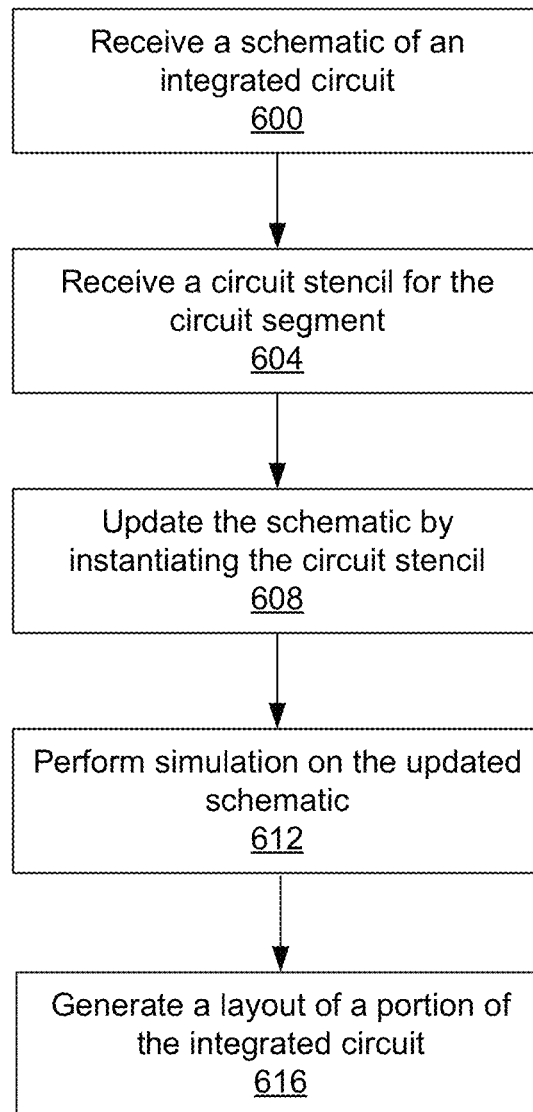 Receive a schematic of an
integrated circuit
600
Receive a circuit stencil for the
circuit segment
604
Update the schematic by
instantiating the circuit stencil
608
Perform simulation on the updated
schematic
612
Generate a layout of a portion of
the integrated circuit
616